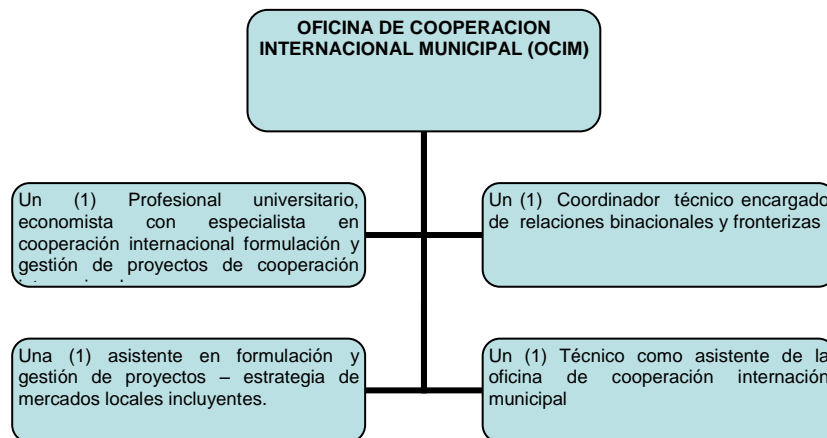 OFICINA DE COOPERACION
INTERNACIONAL MUNICIPAL (OCIM)
Un (1) Profesional universitario,
economista con especialista en
cooperación internacional formulación y
gestión de proyectos de cooperación
Un (1) Coordinador técnico encargado
de relaciones binacionales y fronterizas
Una (1) asistente en formulación y
gestión de proyectos – estrategia de
mercados locales incluyentes.
Un (1) Técnico como asistente de la
oficina de cooperación internación
municipal